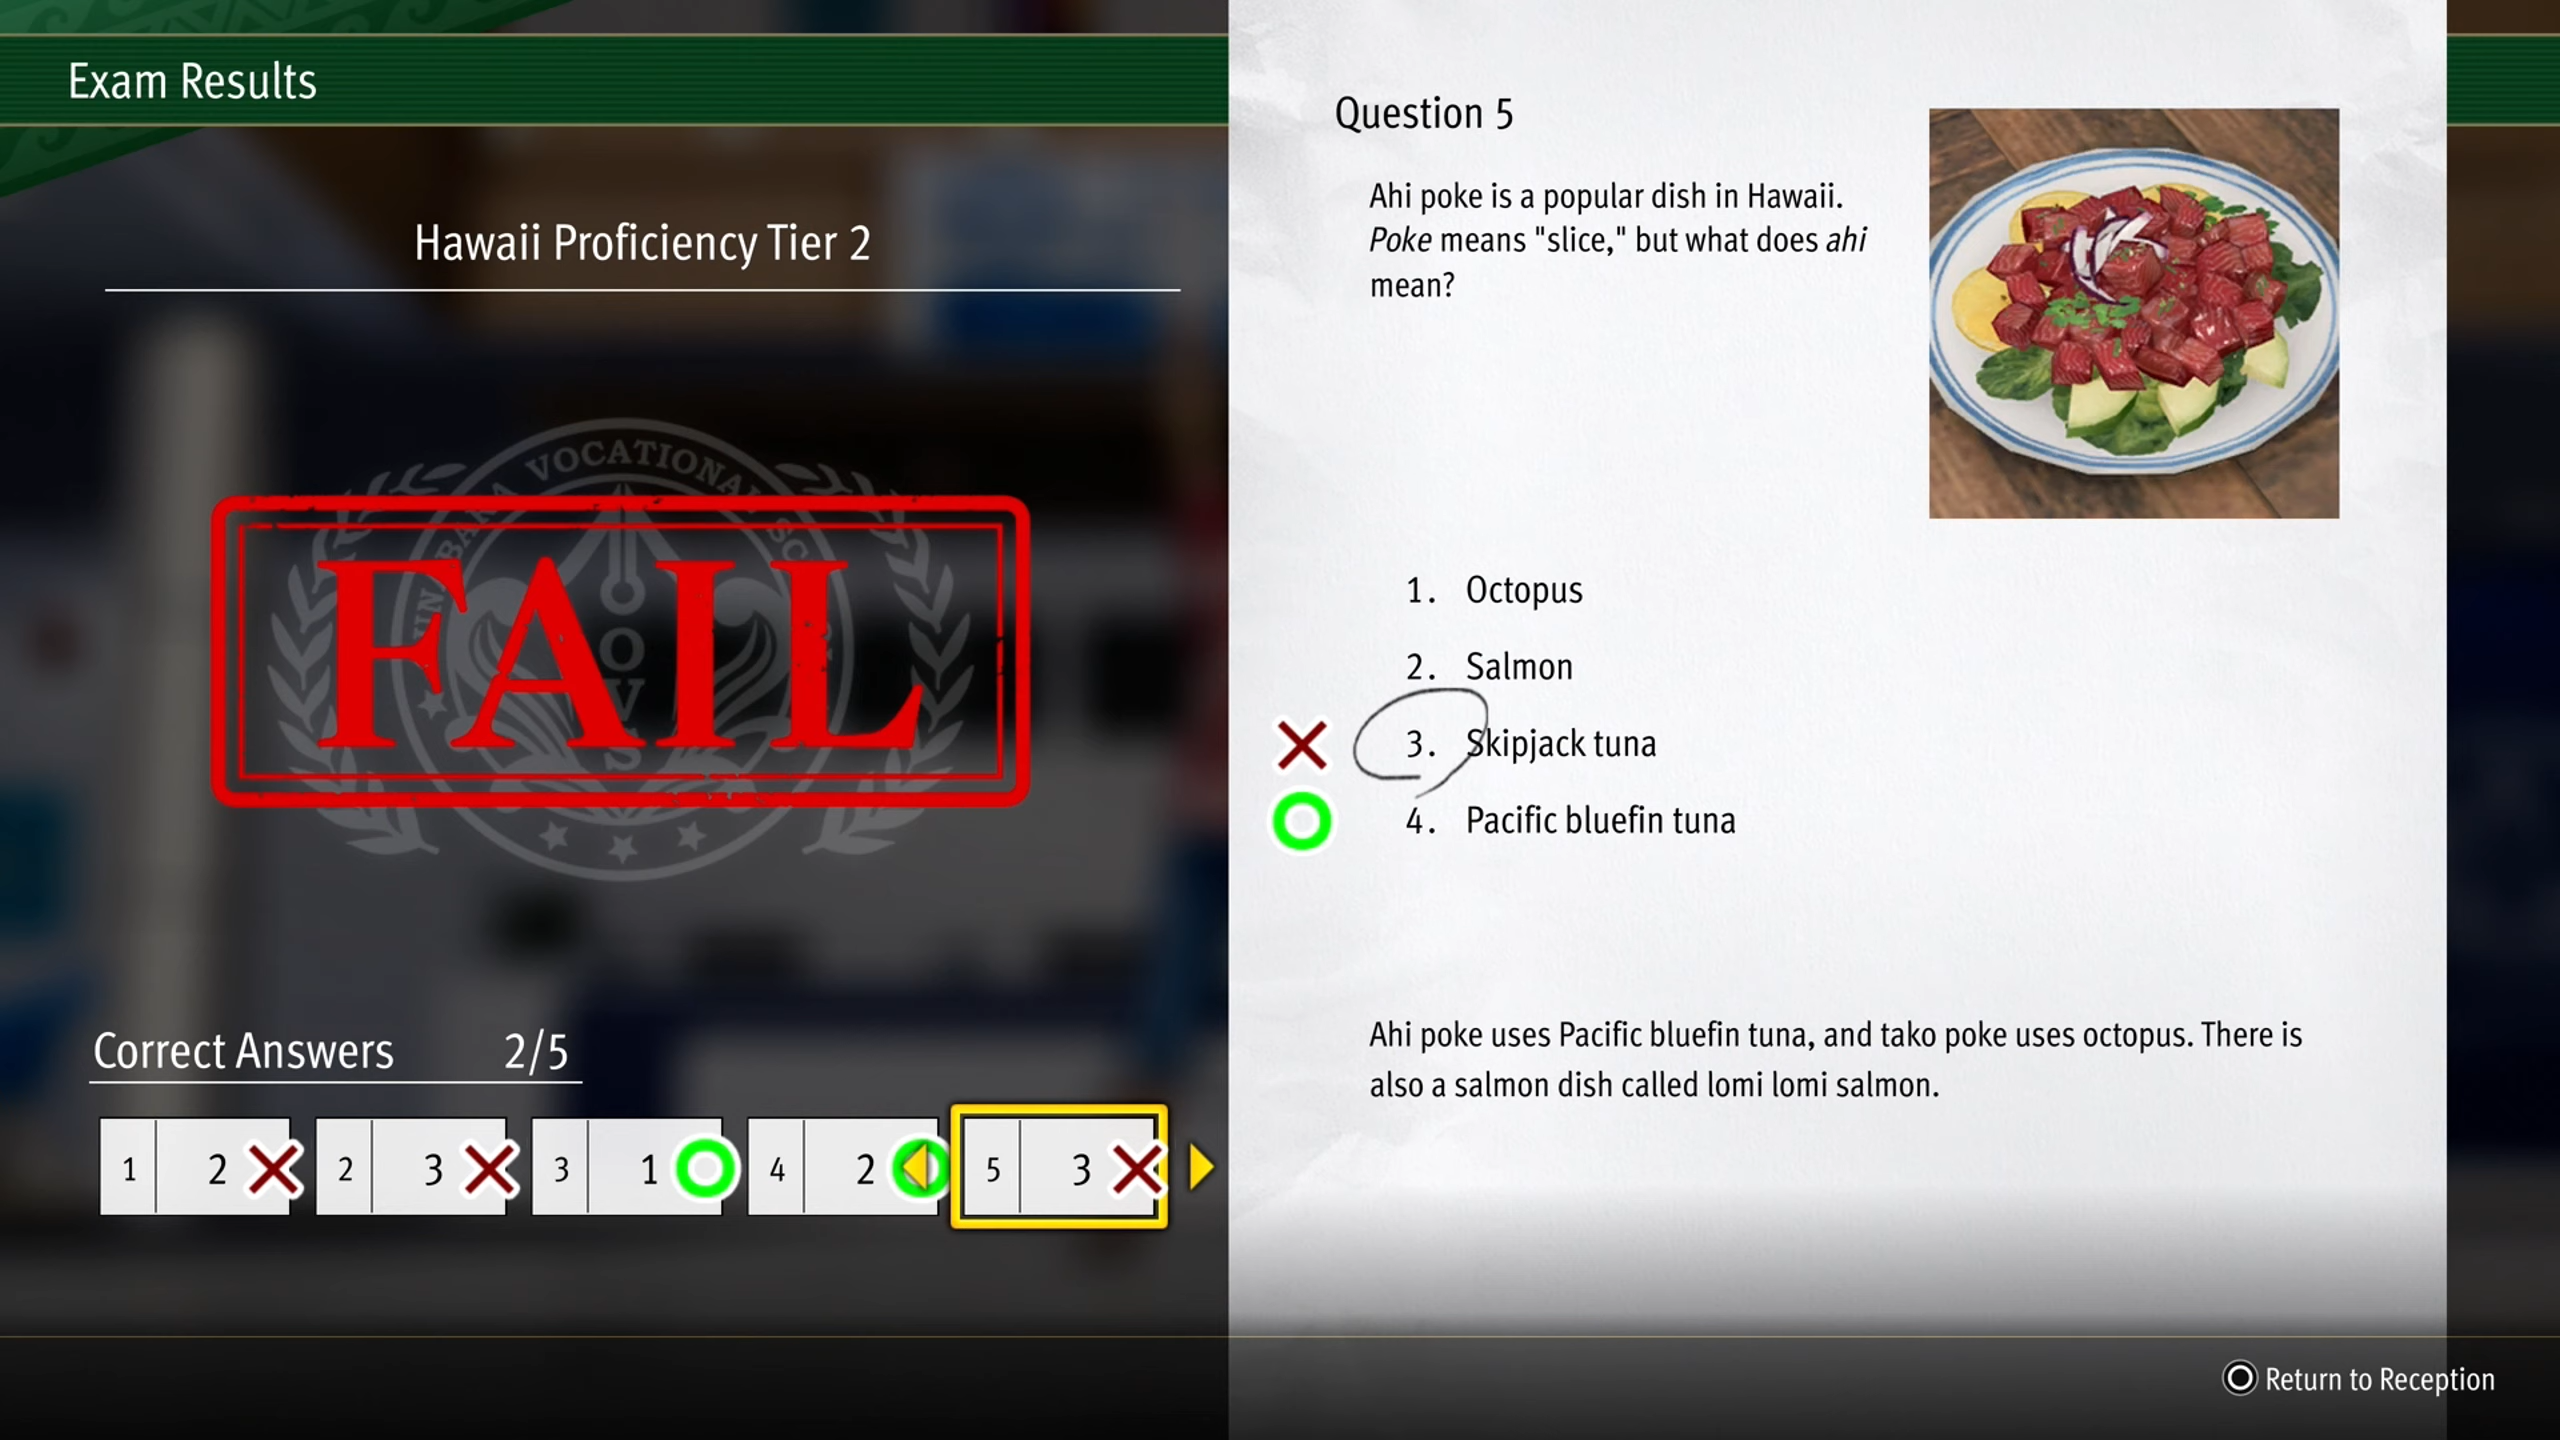 Exam Results
Hawaii Proficiency Tier 2
VOCATIONAL
FAIL
Correct Answers 2/5
1 2
2 3
3 1
4 2
5 3
Question 5
Ahi poke is a popular dish in Hawaii.
Poke means "slice," but what does ahi
mean?
1. Octopus
2. Salmon
3. Skipjack tuna
4. Pacific bluefin tuna
Ahi poke uses Pacific bluefin tuna, and tako poke uses octopus. There is
also a salmon dish called lomi lomi salmon.
Return to Reception